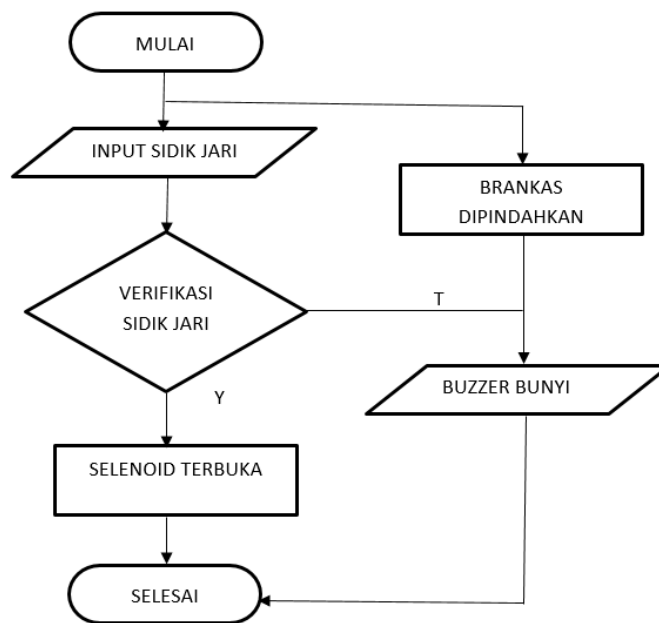 MULAI
INPUT SIDIK JARI
BRANKAS
DIPINDAHKAN
VERIFIKASI
SIDIK JARI
T
BUZZER BUNYI
Y
SELENOID TERBUKA
SELESAI